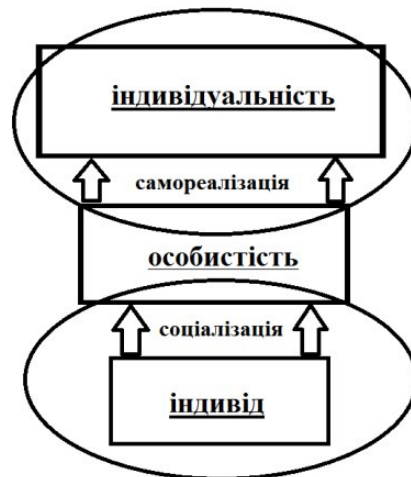 індивідуальність
самореалізація
особистість
соціалізація
індивід